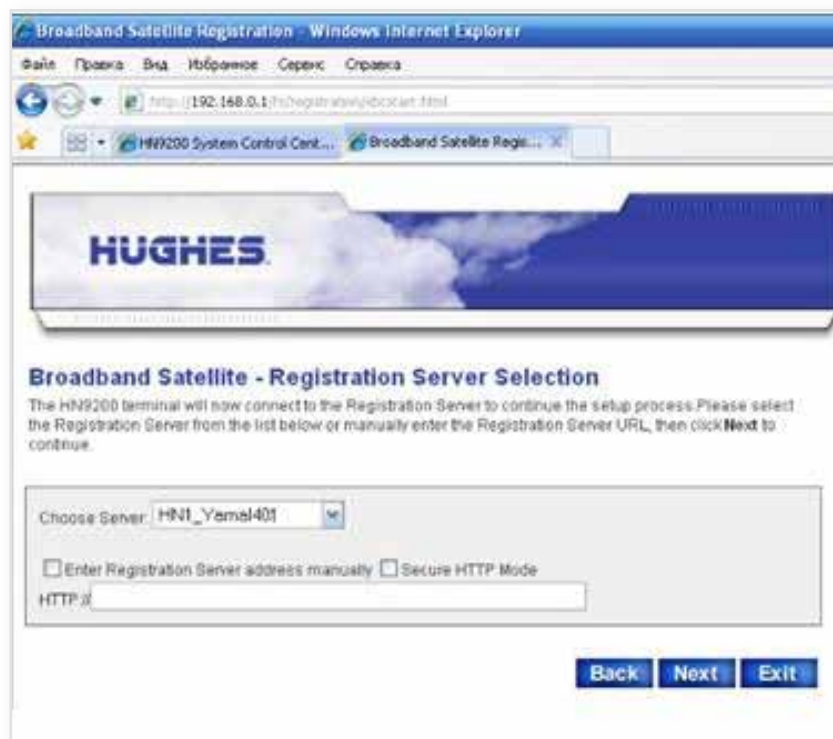 Broadband Satellite Registration - Windows Internet Explorer
Файл Правка Вид Избранное Сервис Справка
http://192.168.0.1/fs/registration/
HN9200 System Control Cent... Broadband Satellite Regis...
HUGHES.
Broadband Satellite - Registration Server Selection
The HN9200 terminal will now connect to the Registration Server to continue the setup process.Please select
the Registration Server from the list below or manually enter the Registration Server URL, then click Next to
continue.
Choose Server: HN1_Yamal401
Enter Registration Server address manually Secure HTTP Mode
HTTP://
Back Next Exit